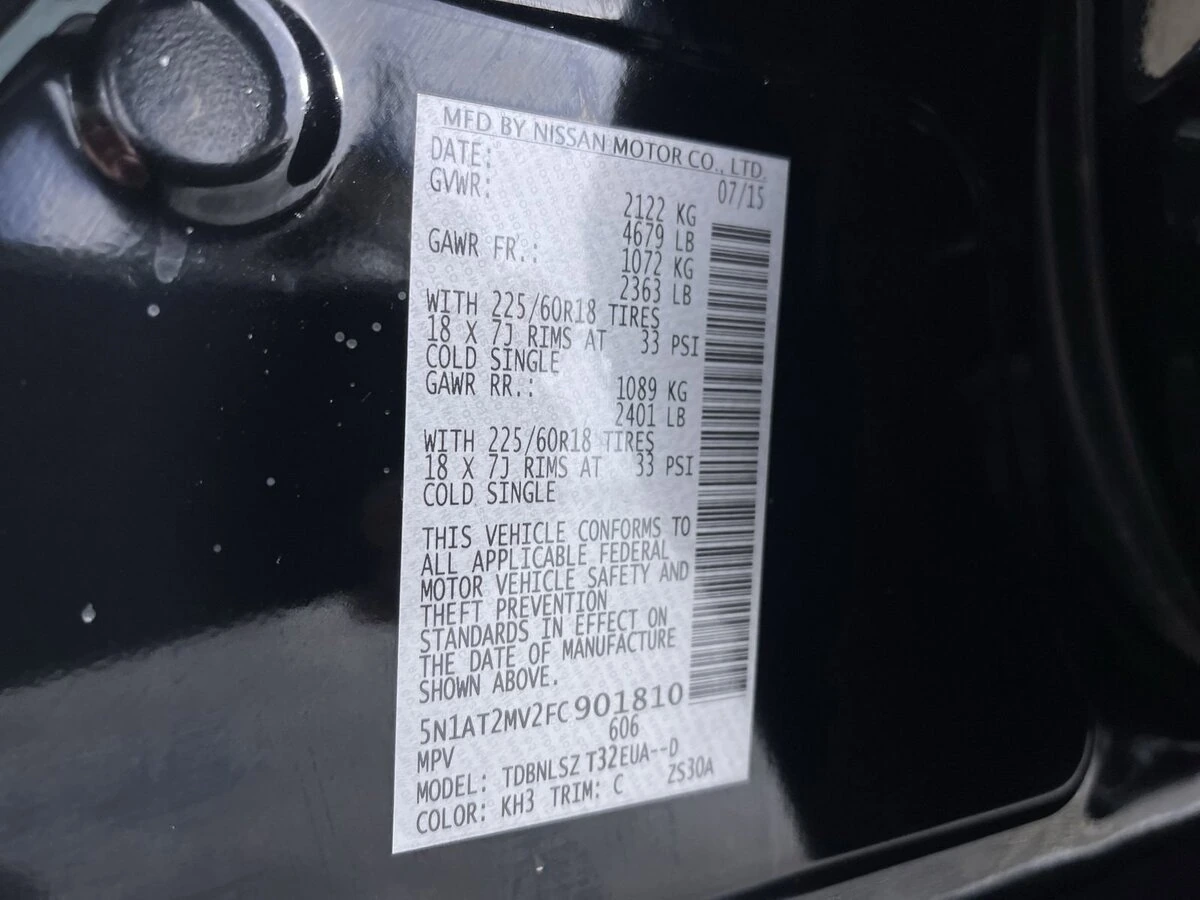 MFD BY NISSAN MOTOR CO., LTD.
DATE: 07/15
GVWR: 2122 KG
4679 LB
GAWR FR.: 1072 KG
2363 LB
WITH 225/60R18 TIRES
18 X 7J RIMS AT 33 PSI
COLD SINGLE
GAWR RR.: 1089 KG
2401 LB
WITH 225/60R18 TIRES
18 X 7J RIMS AT 33 PSI
COLD SINGLE
THIS VEHICLE CONFORMS TO
ALL APPLICABLE FEDERAL
MOTOR VEHICLE SAFETY AND
THEFT PREVENTION
STANDARDS IN EFFECT ON
THE DATE OF MANUFACTURE
SHOWN ABOVE.
5N1AT2MV2FC901810
MPV 606
MODEL: TDBNLSZ T32EUA--D
COLOR: KH3 TRIM: C ZS30A